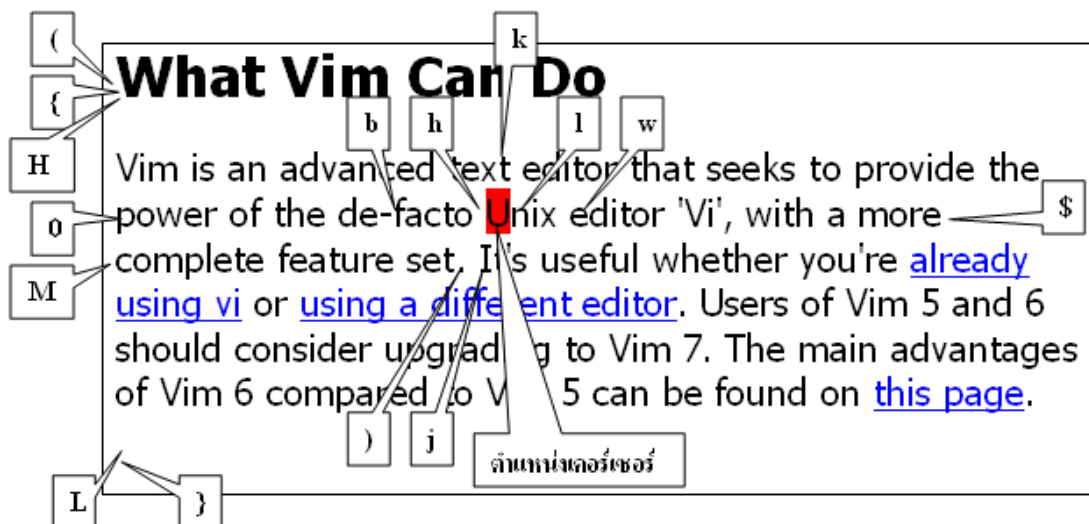 (
k
What Vim Can Do
{
b h l w
H
Vim is an advanced text editor that seeks to provide the
0
power of the de-facto Unix editor 'Vi', with a more
$
complete feature set. It's useful whether you're already
M
using vi or using a different editor. Users of Vim 5 and 6
should consider upgrading to Vim 7. The main advantages
of Vim 6 compared to Vim 5 can be found on this page.
) j ตำแหน่งเคอร์เซอร์
L }